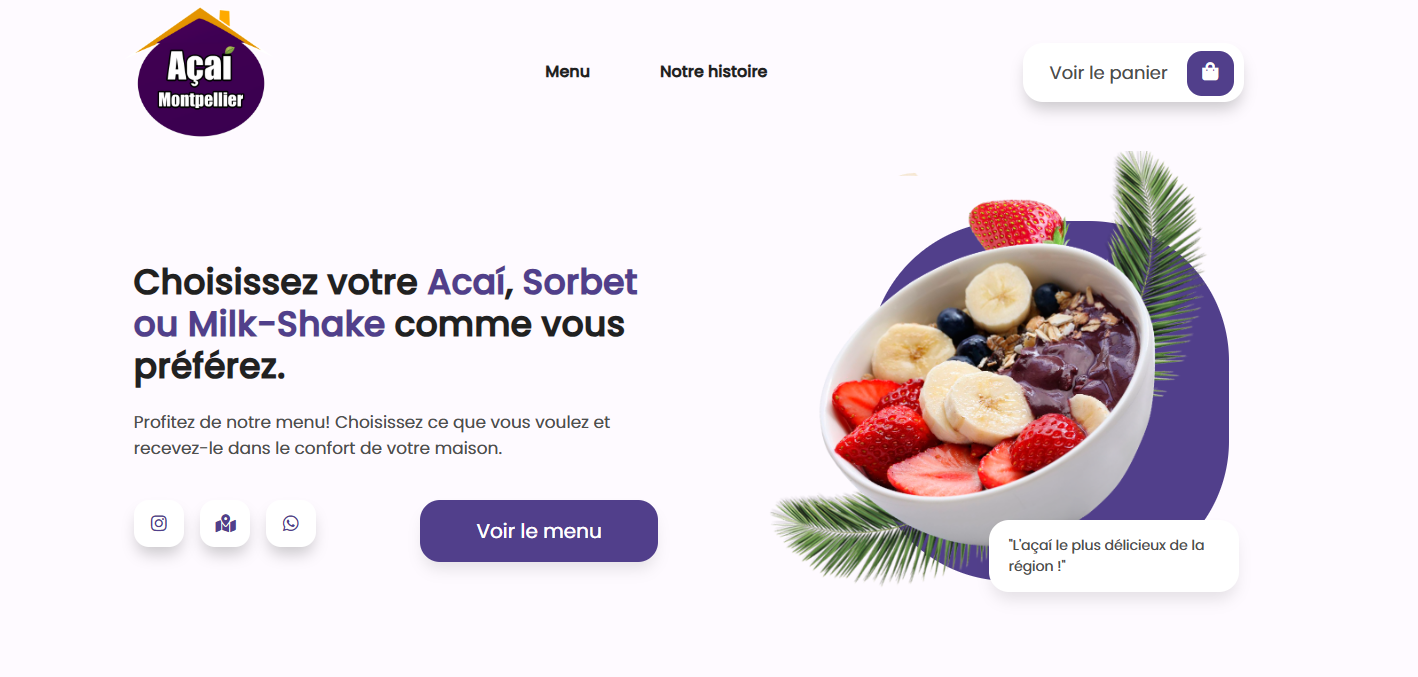 Açaí
Montpellier
Menu
Notre histoire
Voir le panier
Choisissez votre Acaí, Sorbet
ou Milk-Shake comme vous
préférez.
Profitez de notre menu! Choisissez ce que vous voulez et
recevez-le dans le confort de votre maison.
Voir le menu
"L'açaí le plus délicieux de la
région !"